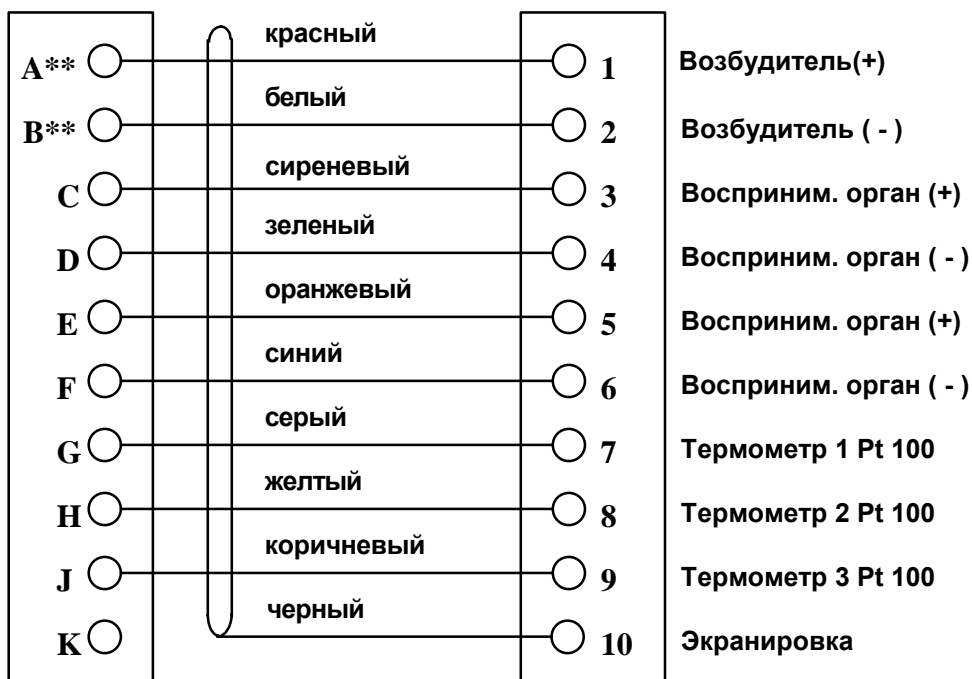 A** красный 1 Возбудитель(+)
B** белый 2 Возбудитель ( - )
C сиреневый 3 Восприним. орган (+)
D зеленый 4 Восприним. орган ( - )
E оранжевый 5 Восприним. орган (+)
F синий 6 Восприним. орган ( - )
G серый 7 Термометр 1 Pt 100
H желтый 8 Термометр 2 Pt 100
J коричневый 9 Термометр 3 Pt 100
K черный 10 Экранировка